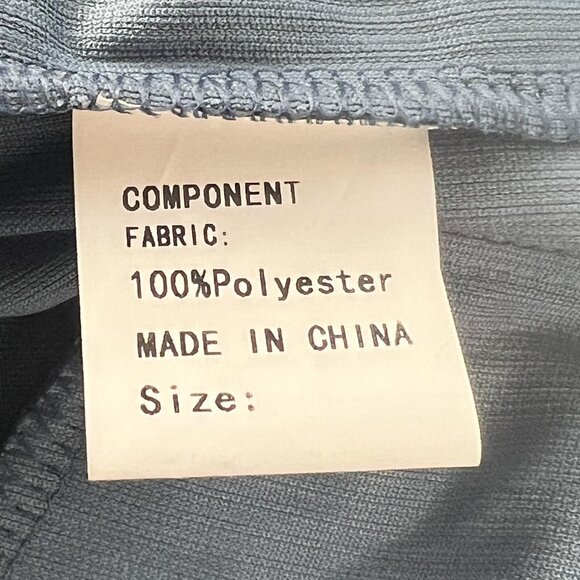 COMPONENT
FABRIC:
100%Polyester
MADE IN CHINA
Size: